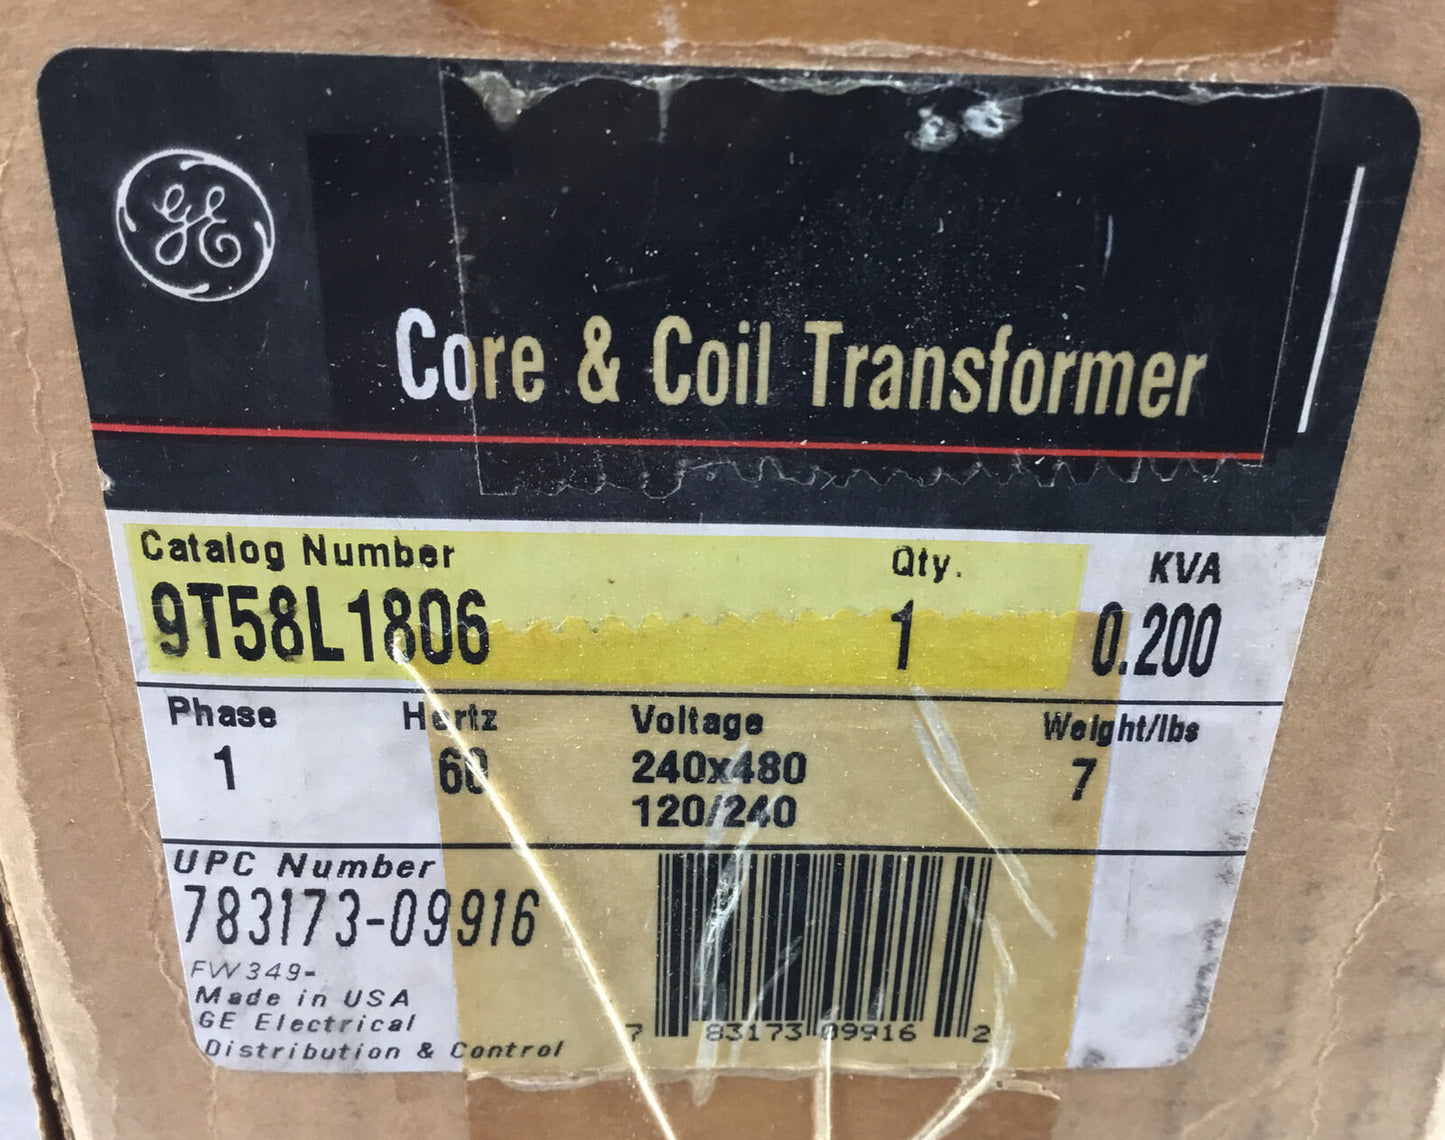 GE
Core & Coil Transformer
Catalog Number Qty. KVA
9T58L1806 1 0.200
Phase Hertz Voltage Weight/lbs
1 60 240x480 7
120/240
UPC Number
783173-09916
FW349-
Made in USA
GE Electrical
Distribution & Control
7 83173 09916 2